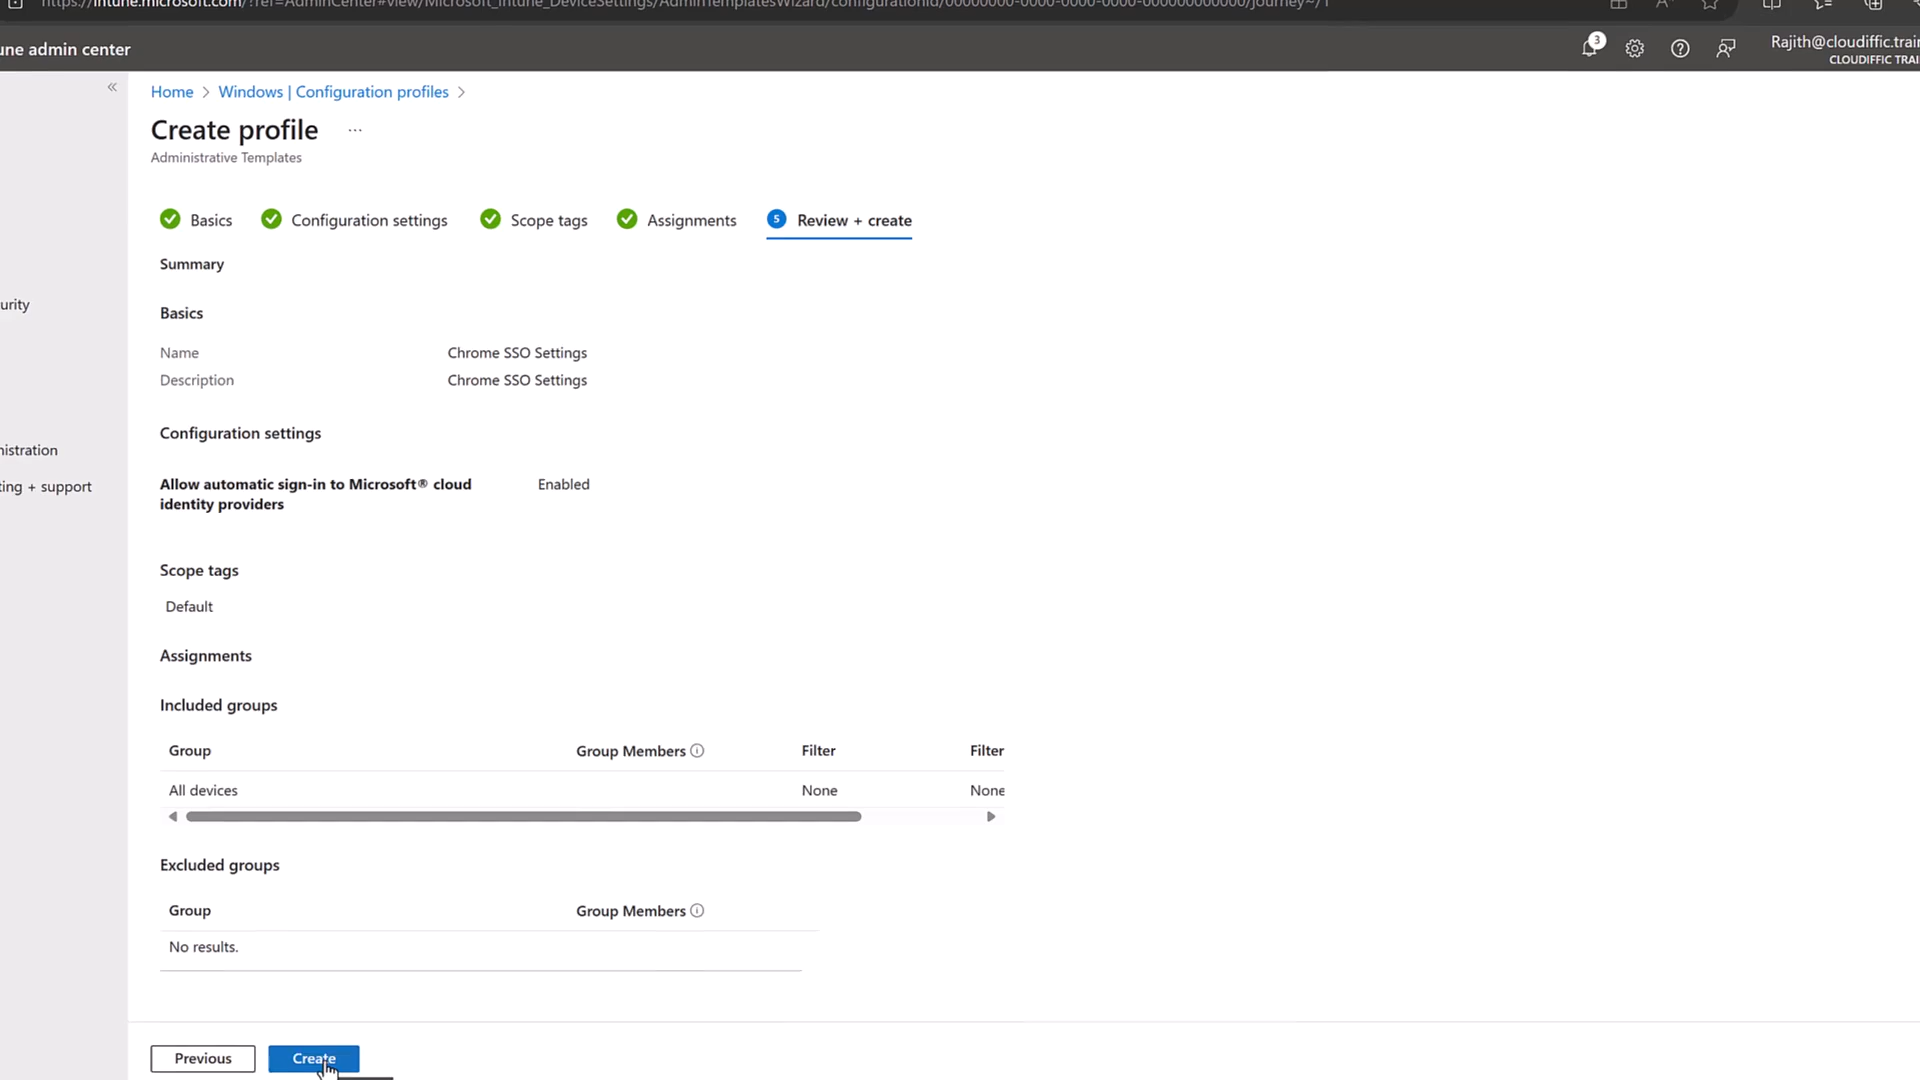 https://intune.microsoft.com/?ref=AdminCenter#view/Microsoft_Intune_DeviceSettings/AdminTemplatesWizard/configurationId/00000000-0000-0000-0000-000000000000/journey~/1
une admin center
3
Rajith@cloudiffic.trai
CLOUDIFFIC TRAI
«
Home > Windows | Configuration profiles >
Create profile ...
Administrative Templates
Basics
Configuration settings
Scope tags
Assignments
5 Review + create
Summary
urity
Basics
Name Chrome SSO Settings
Description Chrome SSO Settings
Configuration settings
nistration
Allow automatic sign-in to Microsoft® cloud Enabled
identity providers
ting + support
Scope tags
Default
Assignments
Included groups
Group Group Members Filter Filter
All devices None None
Excluded groups
Group Group Members
No results.
Previous
Create